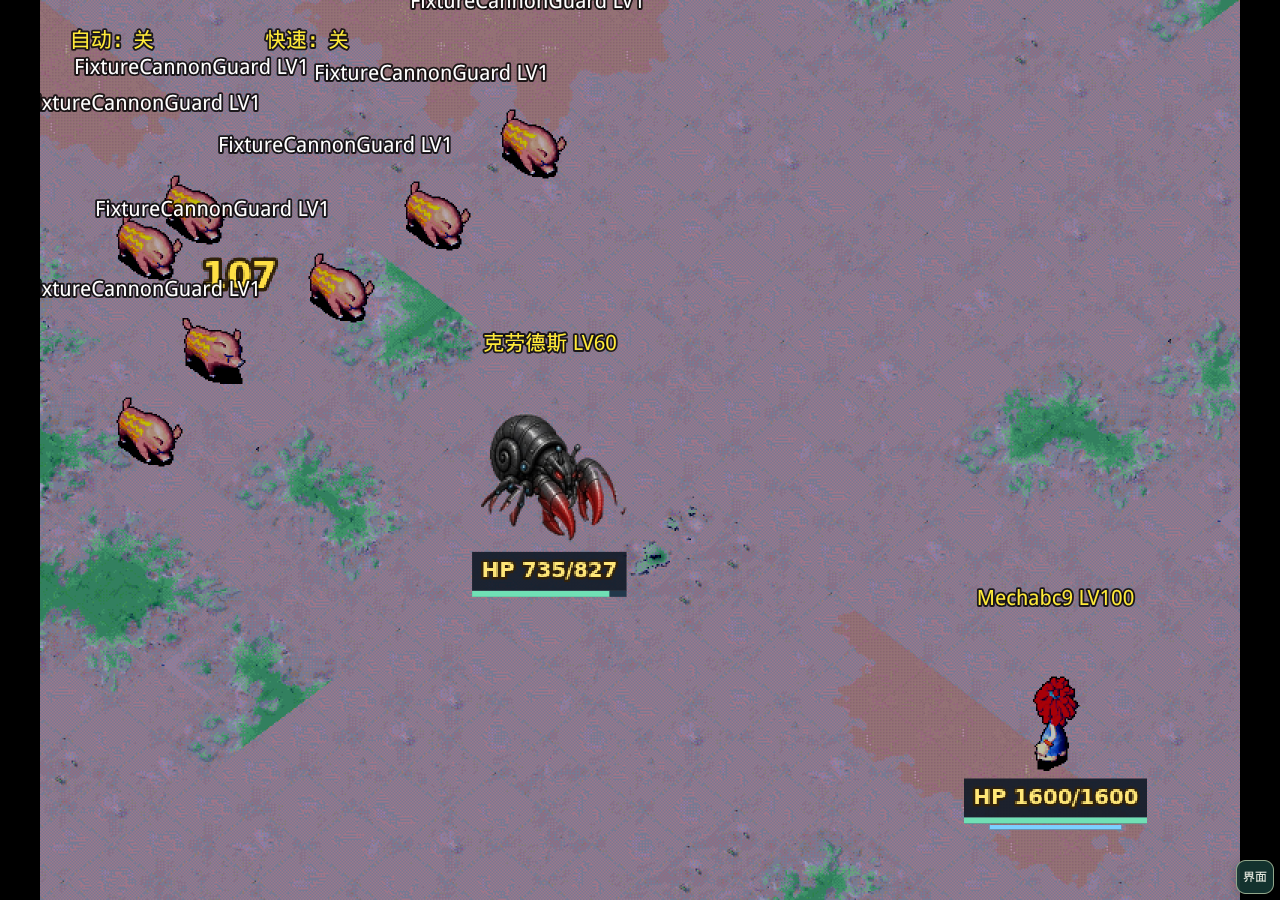 FixtureCannonGuard LV1
自动: 关
快速: 关
FixtureCannonGuard LV1
FixtureCannonGuard LV1
xtureCannonGuard LV1
FixtureCannonGuard LV1
FixtureCannonGuard LV1
107
xtureCannonGuard LV1
克劳德斯 LV60
HP 735/827
Mechabc9 LV100
HP 1600/1600
界面